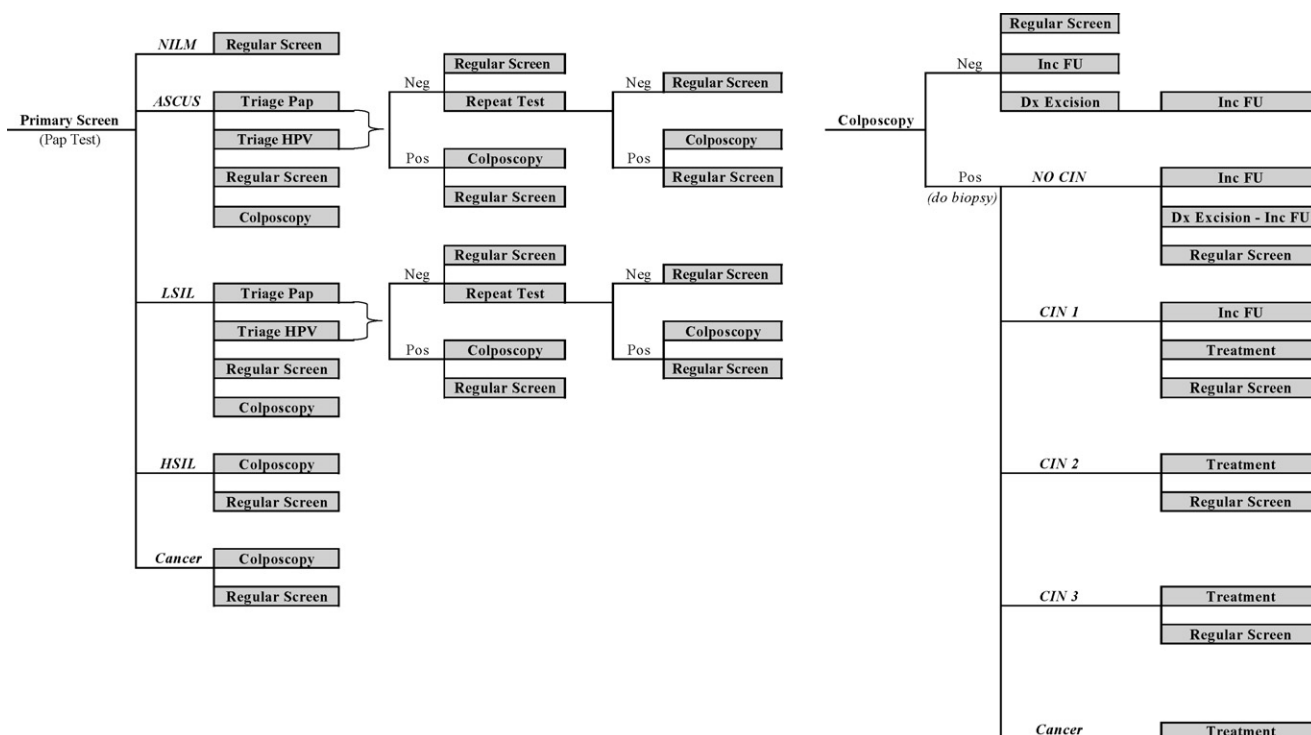 Primary Screen
(Pap Test)
NILM
Regular Screen
ASCUS
Triage Pap
Triage HPV
Regular Screen
Colposcopy
Neg
Regular Screen
Repeat Test
Pos
Colposcopy
Regular Screen
Neg
Regular Screen
Pos
Colposcopy
Regular Screen
LSIL
Triage Pap
Triage HPV
Regular Screen
Colposcopy
Neg
Regular Screen
Repeat Test
Pos
Colposcopy
Regular Screen
Neg
Regular Screen
Pos
Colposcopy
Regular Screen
HSIL
Colposcopy
Regular Screen
Cancer
Colposcopy
Regular Screen
Colposcopy
Neg
Regular Screen
Inc FU
Dx Excision
Inc FU
Pos
(do biopsy)
NO CIN
Inc FU
Dx Excision - Inc FU
Regular Screen
CIN 1
Inc FU
Treatment
Regular Screen
CIN 2
Treatment
Regular Screen
CIN 3
Treatment
Regular Screen
Cancer
Treatment